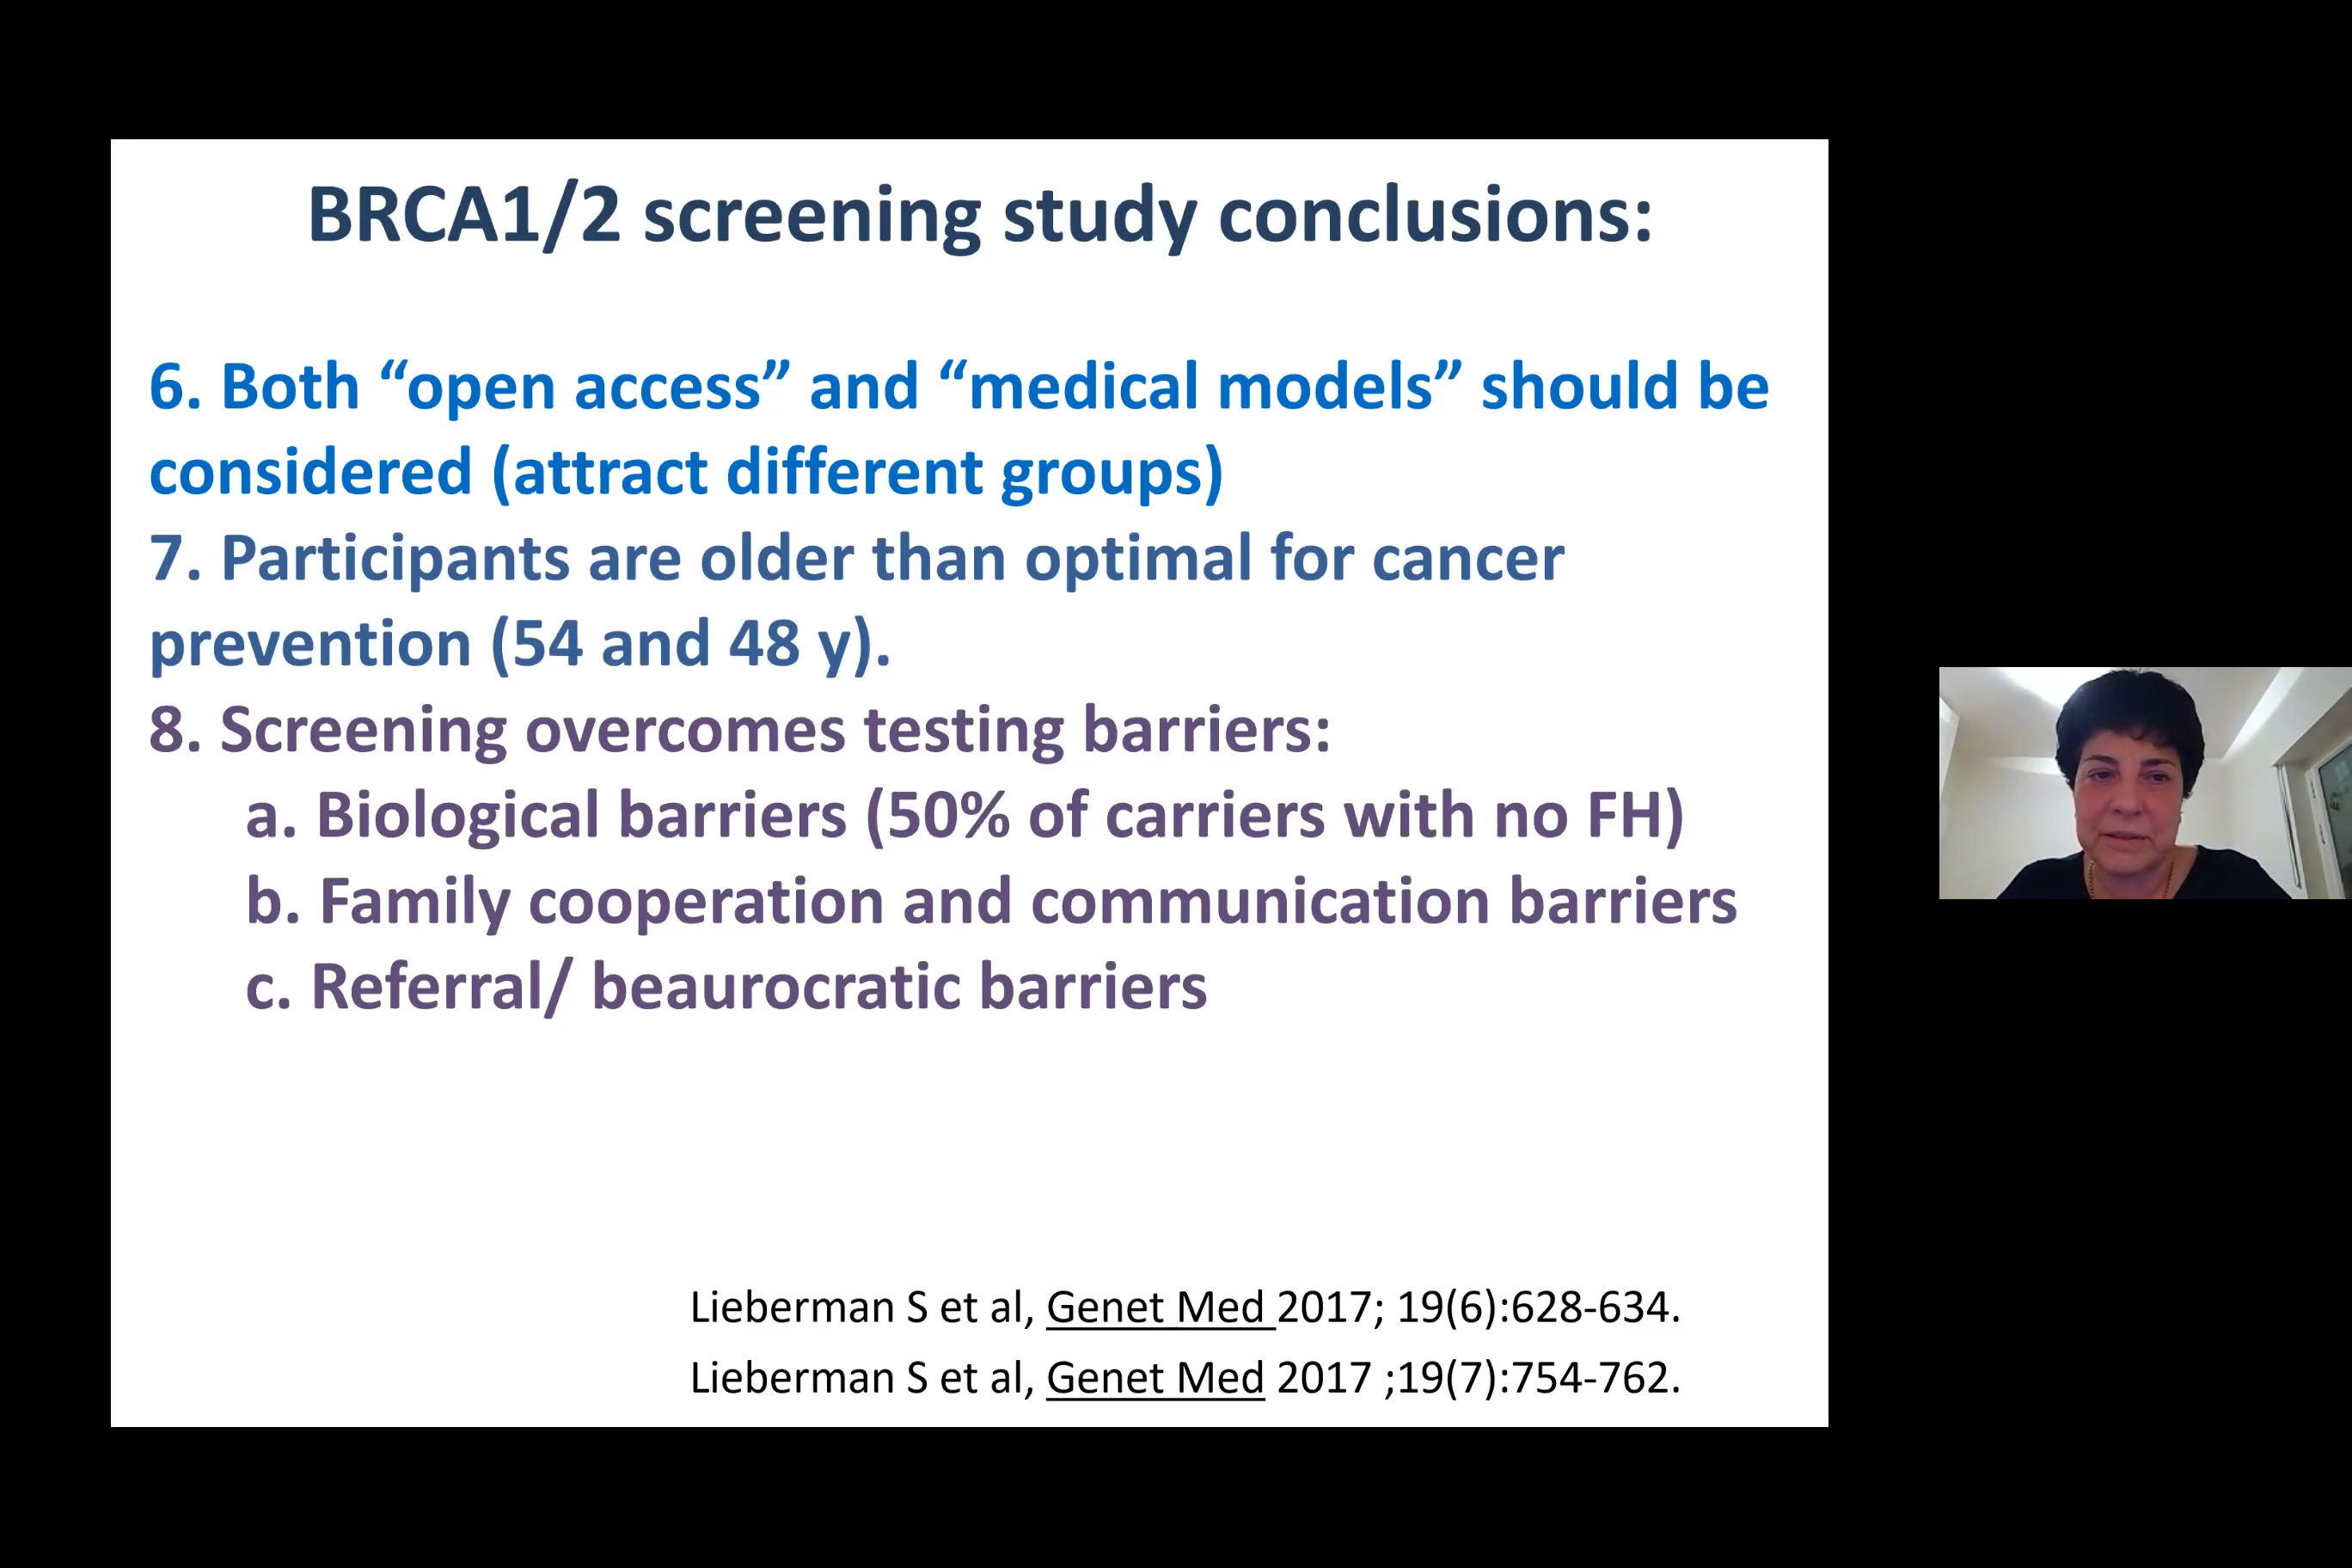 BRCA1/2 screening study conclusions:
6. Both “open access” and “medical models” should be
considered (attract different groups)
7. Participants are older than optimal for cancer
prevention (54 and 48 y).
8. Screening overcomes testing barriers:
a. Biological barriers (50% of carriers with no FH)
b. Family cooperation and communication barriers
c. Referral/ beaurocratic barriers
Lieberman S et al, Genet Med 2017; 19(6):628-634.
Lieberman S et al, Genet Med 2017 ;19(7):754-762.